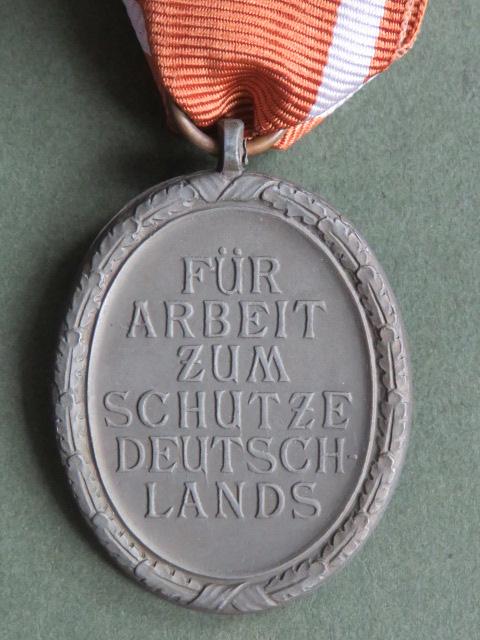 FÜR
ARBEIT
ZUM
SCHUTZE
DEUTSCH-
LANDS